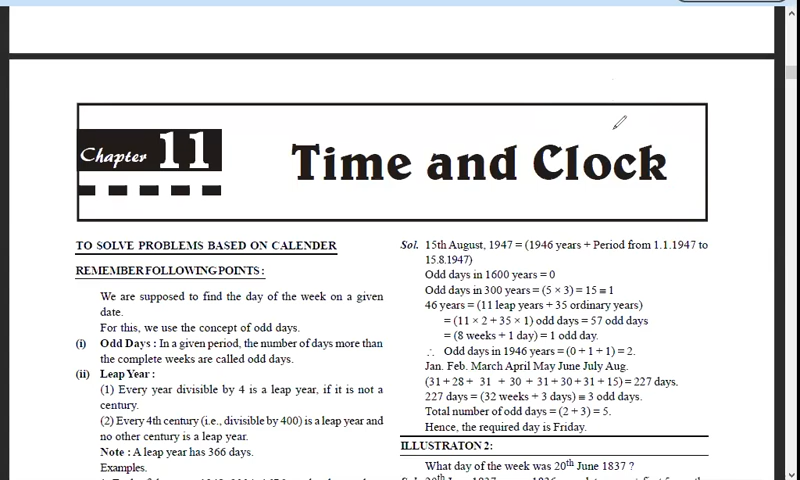 Chapter 11
Time and Clock
TO SOLVE PROBLEMS BASED ON CALENDER
REMEMBER FOLLOWING POINTS :
We are supposed to find the day of the week on a given
date.
For this, we use the concept of odd days.
(i) Odd Days : In a given period, the number of days more than
the complete weeks are called odd days.
(ii) Leap Year :
(1) Every year divisible by 4 is a leap year, if it is not a
century.
(2) Every 4th century (i.e., divisible by 400) is a leap year and
no other century is a leap year.
Note : A leap year has 366 days.
Examples.
Sol. 15th August, 1947 = (1946 years + Period from 1.1.1947 to
15.8.1947)
Odd days in 1600 years = 0
Odd days in 300 years = (5 × 3) = 15 ≡ 1
46 years = (11 leap years + 35 ordinary years)
= (11 × 2 + 35 × 1) odd days = 57 odd days
= (8 weeks + 1 day) = 1 odd day.
∴ Odd days in 1946 years = (0 + 1 + 1) = 2.
Jan. Feb. March April May June July Aug.
(31 + 28 + 31 + 30 + 31 + 30 + 31 + 15) = 227 days.
227 days = (32 weeks + 3 days) ≡ 3 odd days.
Total number of odd days = (2 + 3) = 5.
Hence, the required day is Friday.
ILLUSTRATON 2:
What day of the week was 20th June 1837 ?